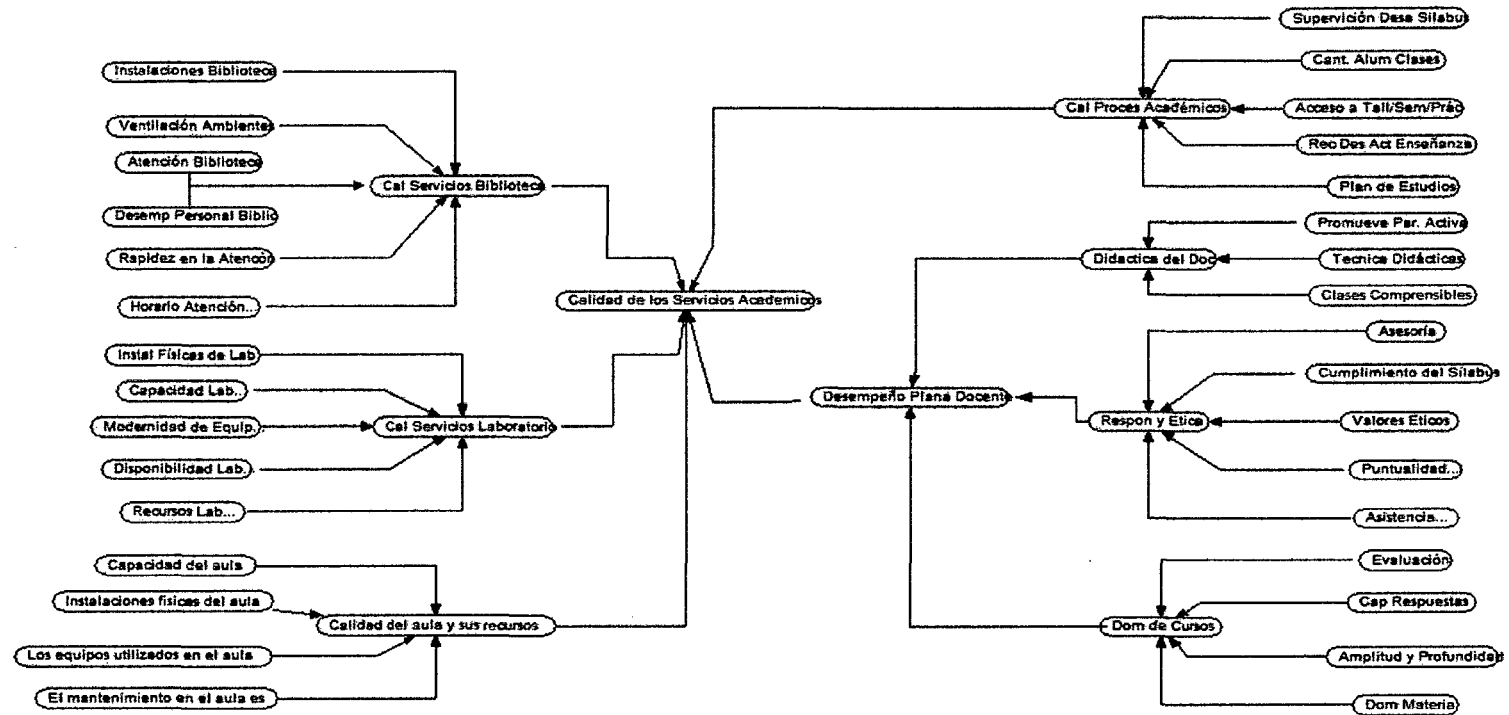 Supervisión Desa Silabus
Cant. Alum Clases
Cal Proces Académicos
Acceso a Tall/Sem/Prác
Rec Des Act Enseñanza
Plan de Estudios
Instalaciones Biblioteca
Ventilación Ambientes
Atención Biblioteca
Cal Servicios Biblioteca
Desemp Personal Biblic
Rapidez en la Atención
Horario Atención...
Promueve Par. Activa
Didactica del Doc
Tecnica Didácticas
Clases Comprensibles
Calidad de los Servicios Academicos
Instal Físicas de Lab
Capacidad Lab..
Modernidad de Equip..
Cal Servicios Laboratorio
Disponibilidad Lab..
Recursos Lab...
Desempeño Plana Docente
Asesoría
Cumplimiento del Sílabus
Respon y Etica
Valores Eticos
Puntualidad...
Asistencia...
Capacidad del aula
Instalaciones fisicas del aula
Calidad del aula y sus recursos
Los equipos utilizados en el aula
El mantenimiento en el aula es
Evaluación
Cap Respuestas
Dom de Cursos
Amplitud y Profundidad
Dom Materia